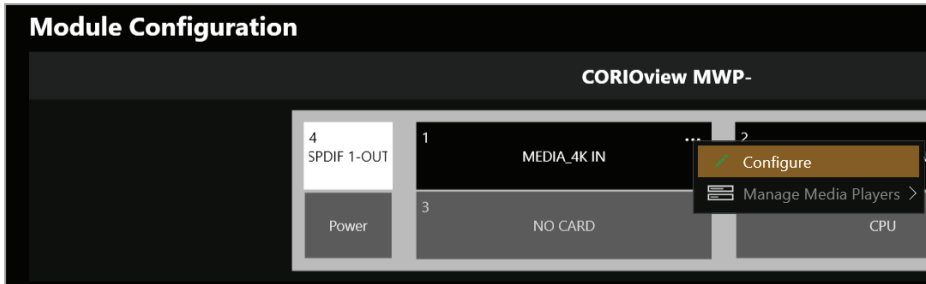 Module Configuration
CORIOview MWP-
4
SPDIF 1-OUT
1
MEDIA_4K IN
...
2
Configure
Manage Media Players >
Power
3
NO CARD
CPU